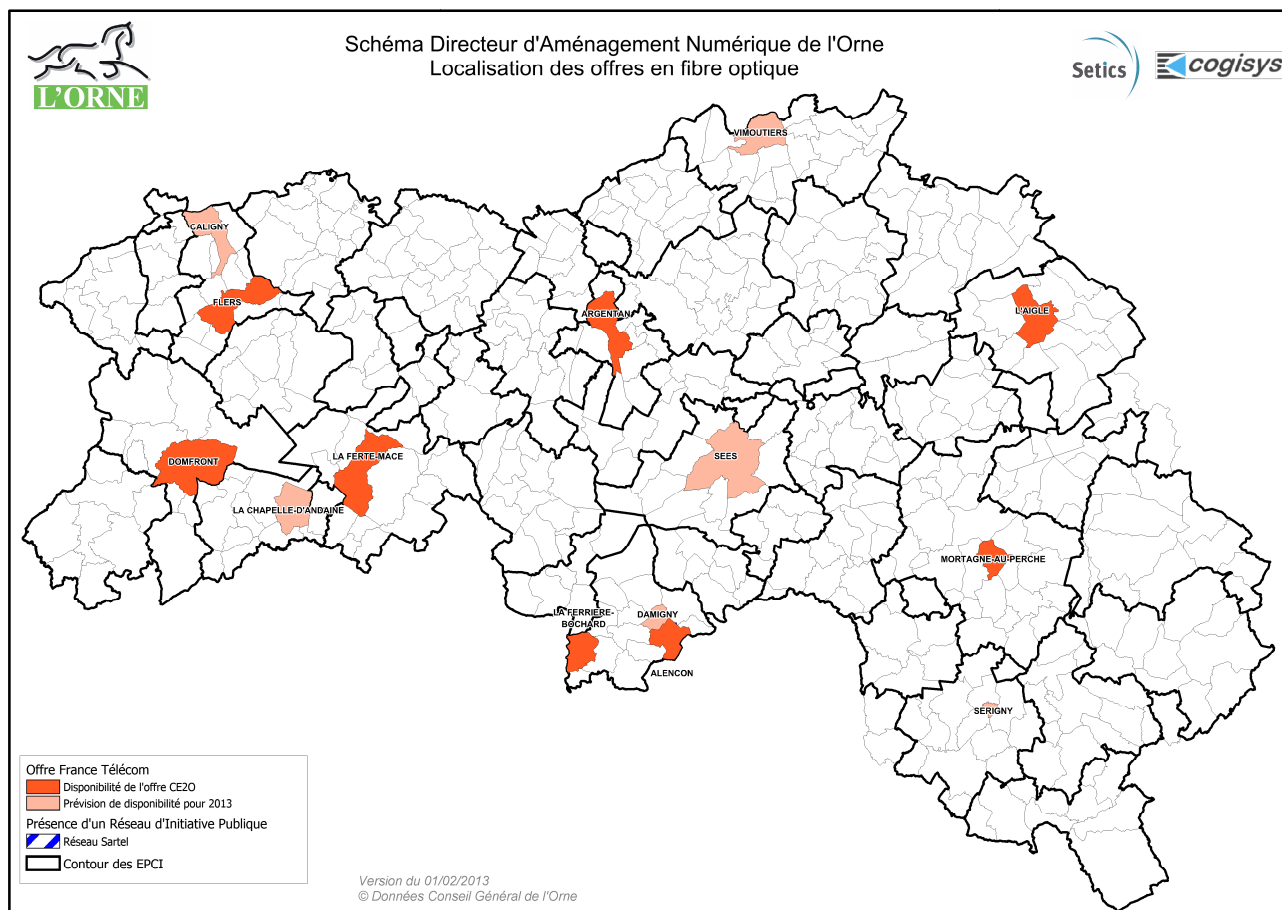 Schéma Directeur d'Aménagement Numérique de l'Orne
Localisation des offres en fibre optique
L'ORNE
Setics
cogisys
VIMOUTIERS
CALIGNY
FLERS
ARGENTAN
L'AIGLE
DOMFRONT
LA FERTE-MACE
SEES
LA CHAPELLE-D'ANDAINE
MORTAGNE-AU-PERCHE
LA FERRIERE-
BOCHARD
DAMIGNY
ALENCON
SERIGNY
Offre France Télécom
Disponibilité de l'offre CE2O
Prévision de disponibilité pour 2013
Présence d'un Réseau d'Initiative Publique
Réseau Sartel
Contour des EPCI
Version du 01/02/2013
© Données Conseil Général de l'Orne